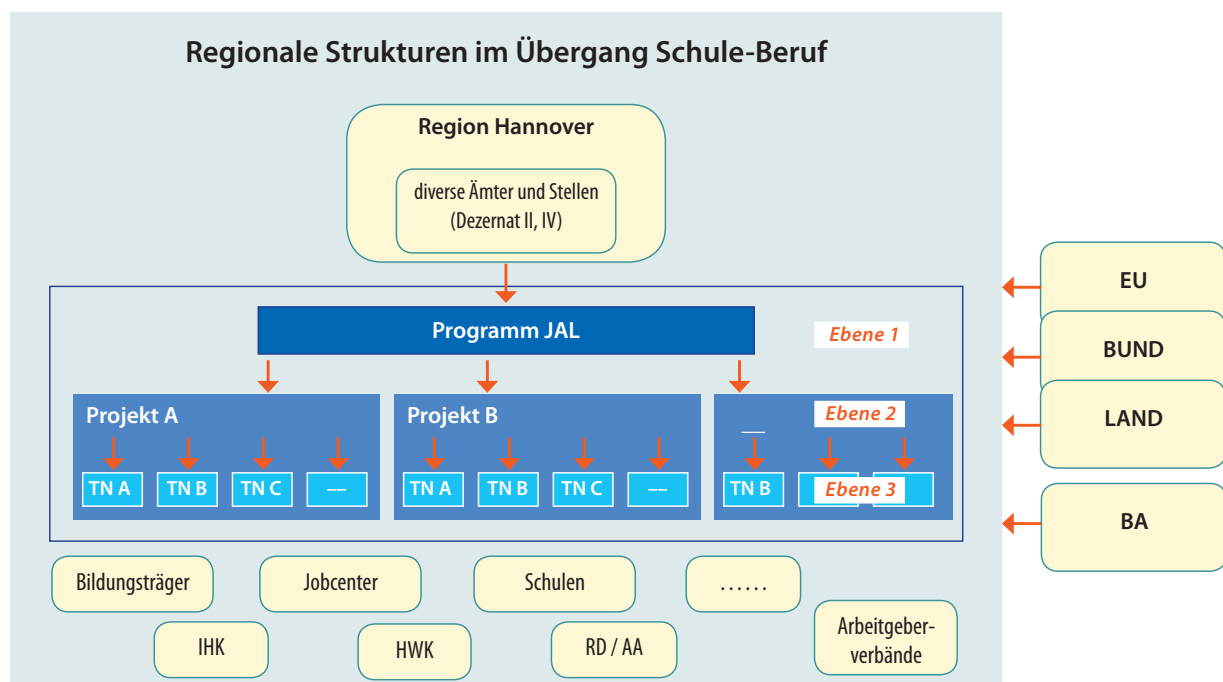 Regionale Strukturen im Übergang Schule-Beruf
Region Hannover
diverse Ämter und Stellen
(Dezernat II, IV)
EU
Programm JAL
Ebene 1
BUND
Projekt A
Projekt B
__
Ebene 2
LAND
TN A
TN B
TN C
—
TN A
TN B
TN C
—
TN B
Ebene 3
BA
Bildungsträger
Jobcenter
Schulen
......
IHK
HWK
RD / AA
Arbeitgeber-
verbände